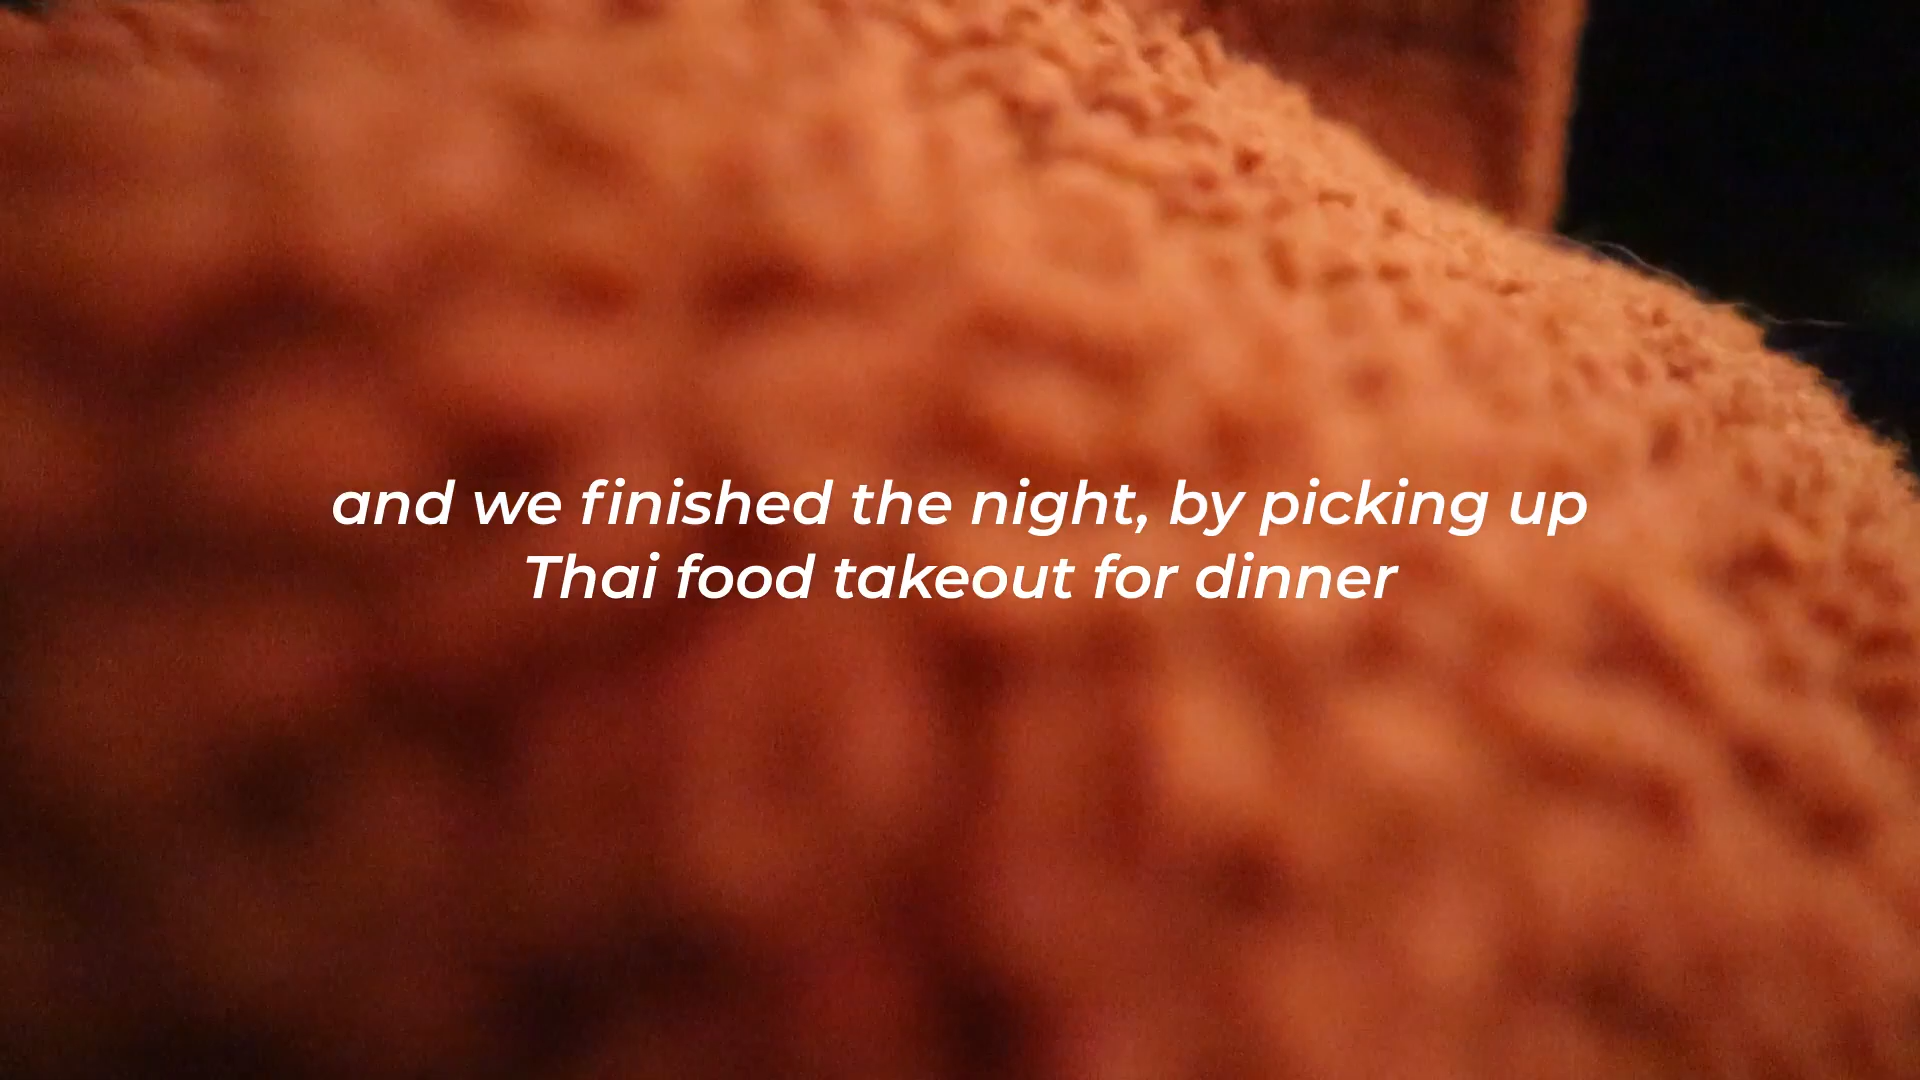 and we finished the night, by picking up
Thai food takeout for dinner